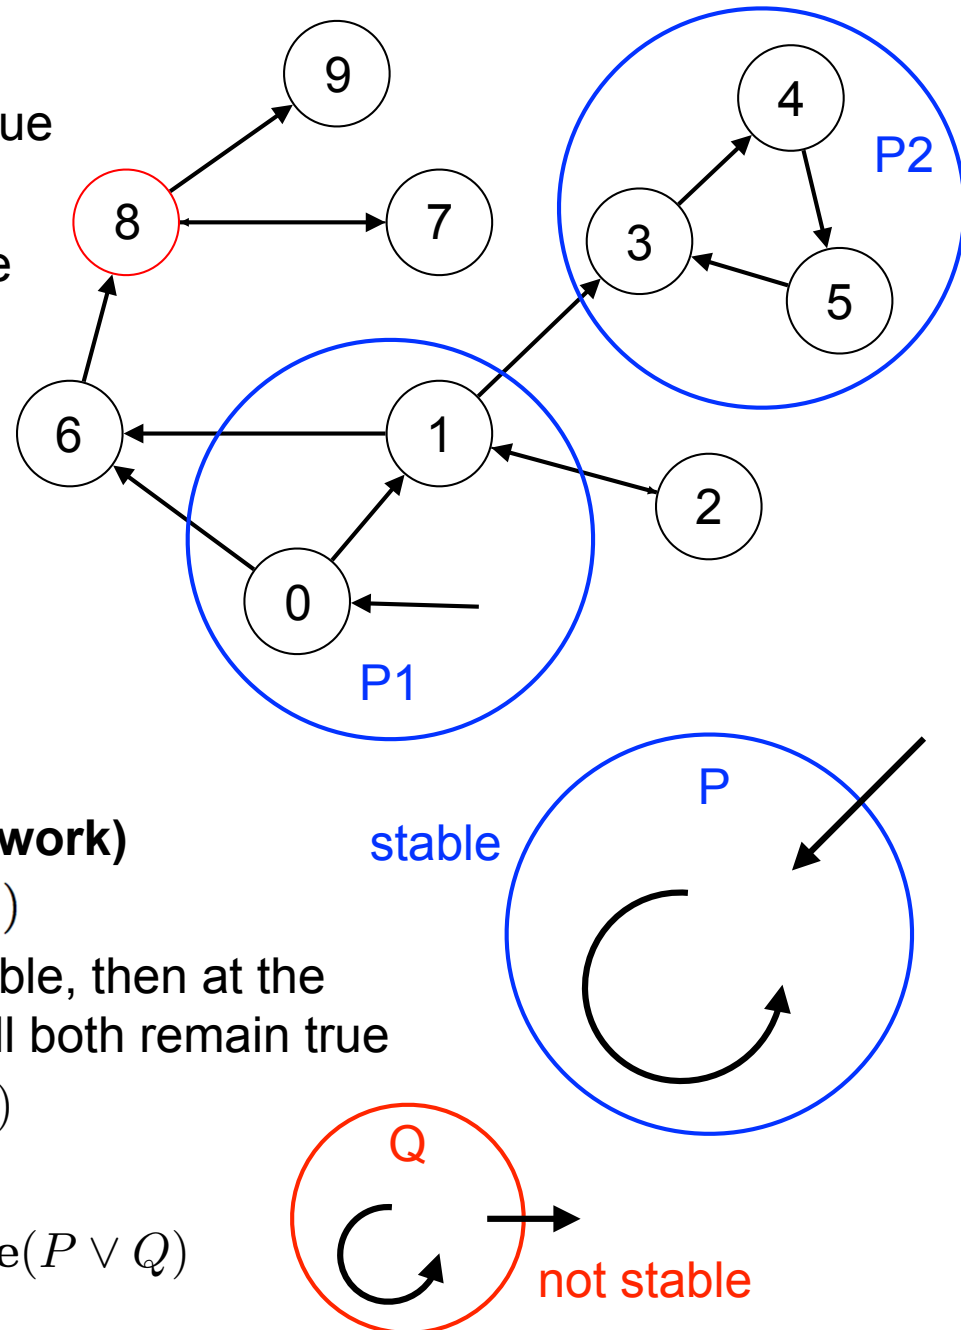 9
4
ue
P2
8
7
3
e
5
6
1
2
0
P1
P
work)
stable
)
ble, then at the
ll both remain true
)
Q
e(P ∨ Q)
not stable